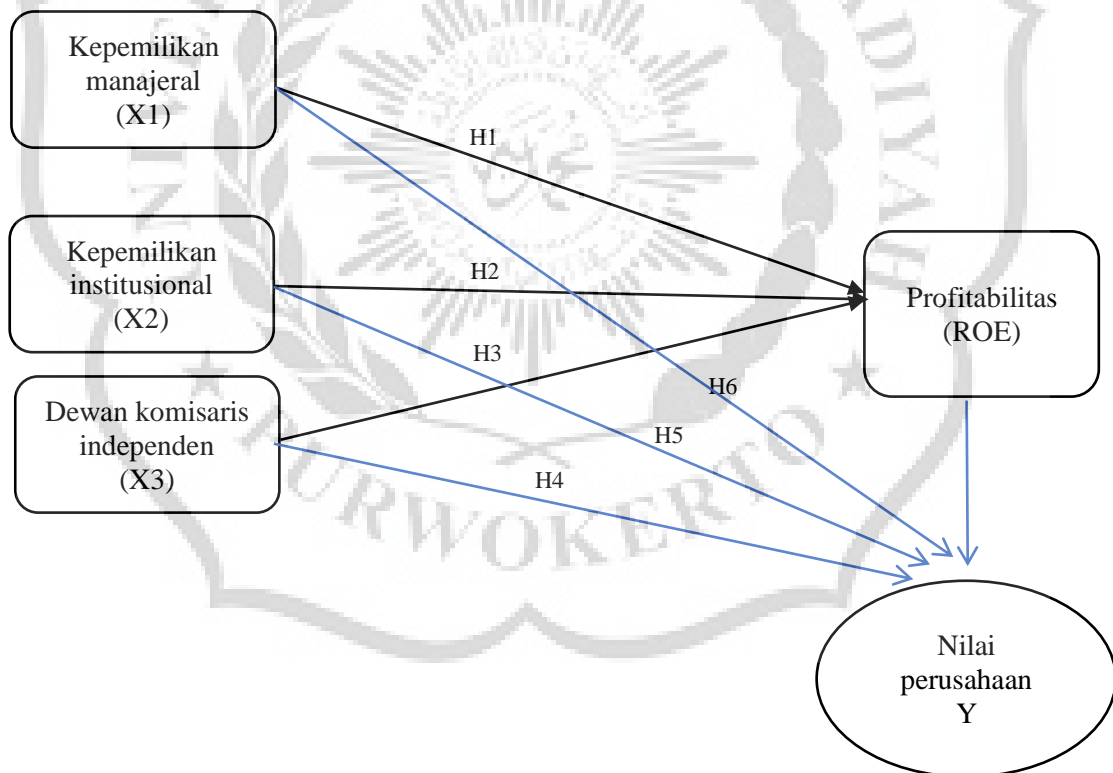 Kepemilikan
manajeral
(X1)
H1
Kepemilikan
institusional
(X2)
H2
Profitabilitas
(ROE)
H3
Dewan komisaris
independen
(X3)
H6
H5
H4
PURWOKERTO
Nilai
perusahaan
Y